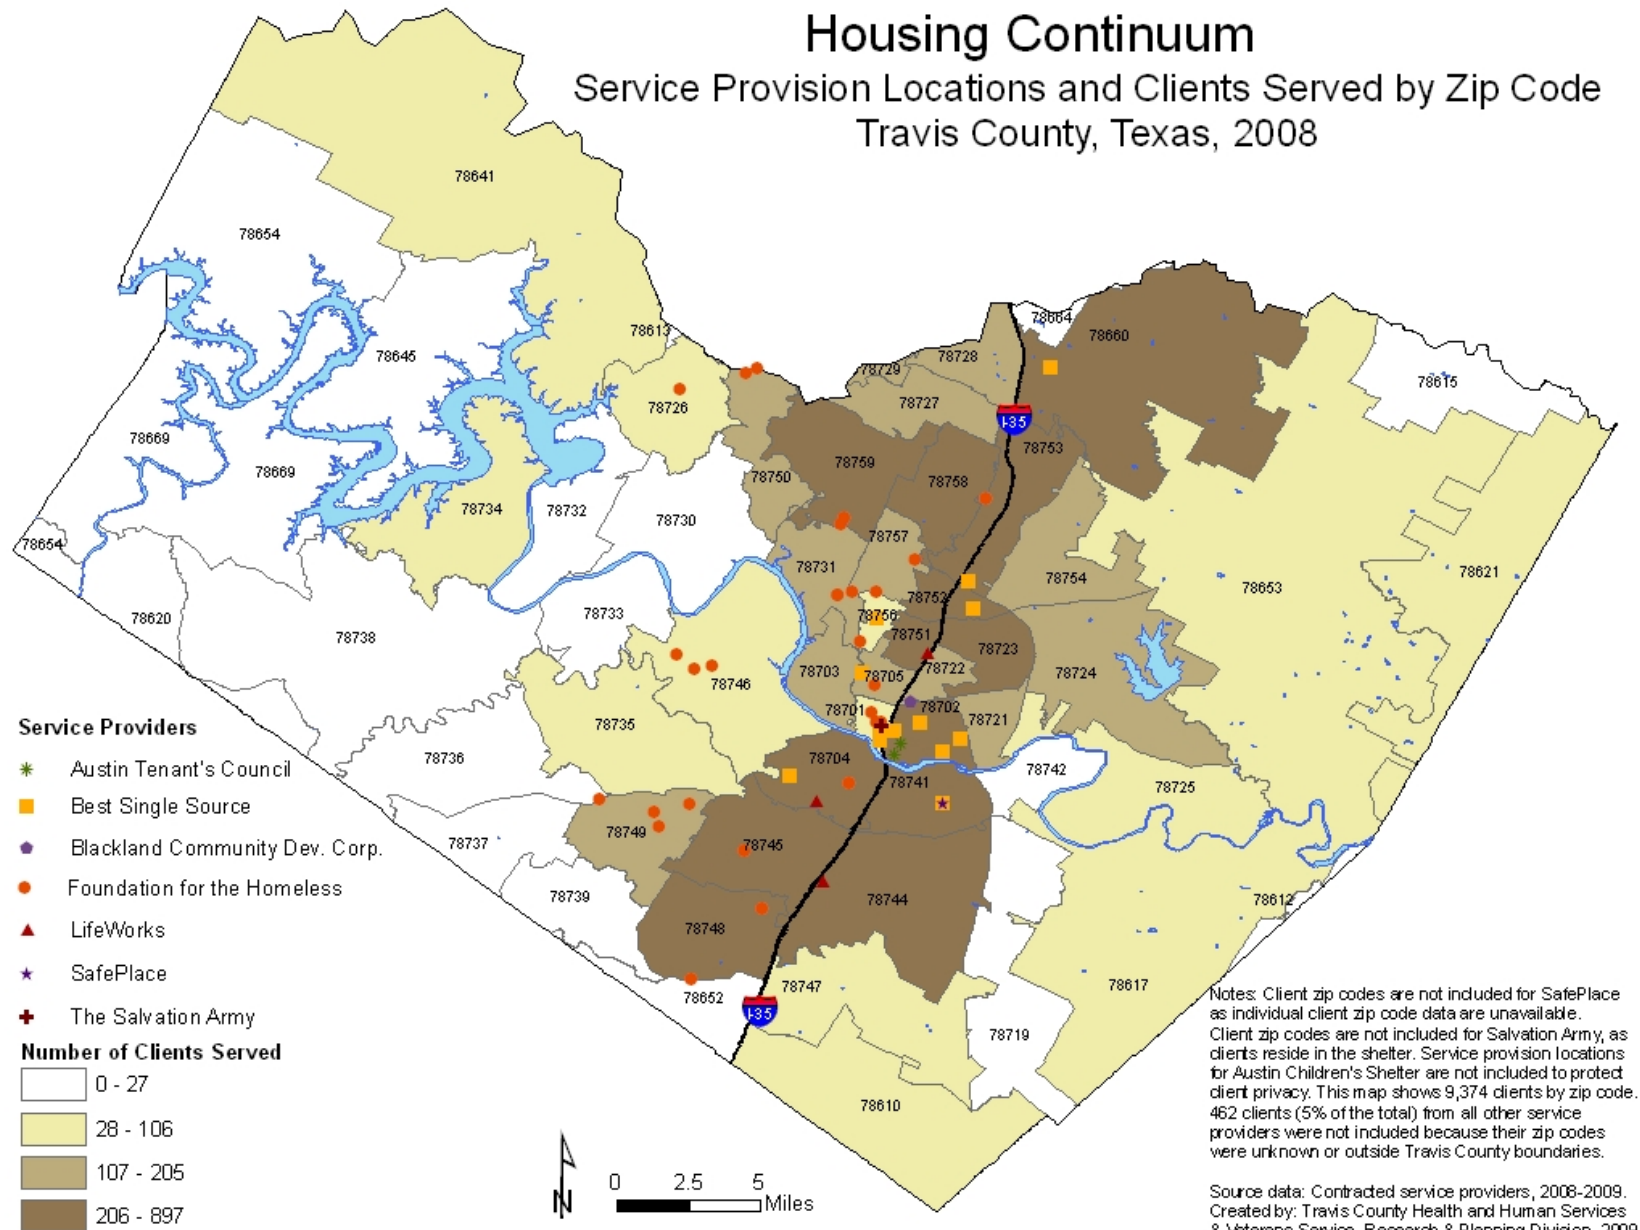 Housing Continuum
Service Provision Locations and Clients Served by Zip Code
Travis County, Texas, 2008
78641
78654
78613
78664
78660
78645
78728
78729
78615
78726
78727
78669
78753
78669
78759
78750
78758
78734
78732
78730
78757
78654
78731
78754
78621
78653
78752
78733
78756
78620
78738
78751
78723
78703
78705
78722
78724
78746
78701
78702
78721
78735
78736
78704
78742
78741
78725
78749
78737
78745
78739
78744
78612
78748
78747
78617
78652
78719
78610
I-35
I-35
Service Providers
Austin Tenant's Council
Best Single Source
Blackland Community Dev. Corp.
Foundation for the Homeless
LifeWorks
SafePlace
The Salvation Army
Number of Clients Served
0 - 27
28 - 106
107 - 205
206 - 897
N
0 2.5 5
Miles
Notes: Client zip codes are not included for SafePlace
as individual client zip code data are unavailable.
Client zip codes are not included for Salvation Army, as
clients reside in the shelter. Service provision locations
for Austin Children's Shelter are not included to protect
client privacy. This map shows 9,374 clients by zip code.
462 clients (5% of the total) from all other service
providers were not included because their zip codes
were unknown or outside Travis County boundaries.
Source data: Contracted service providers, 2008-2009.
Created by: Travis County Health and Human Services
& Veterans Service, Research & Planning Division, 2009